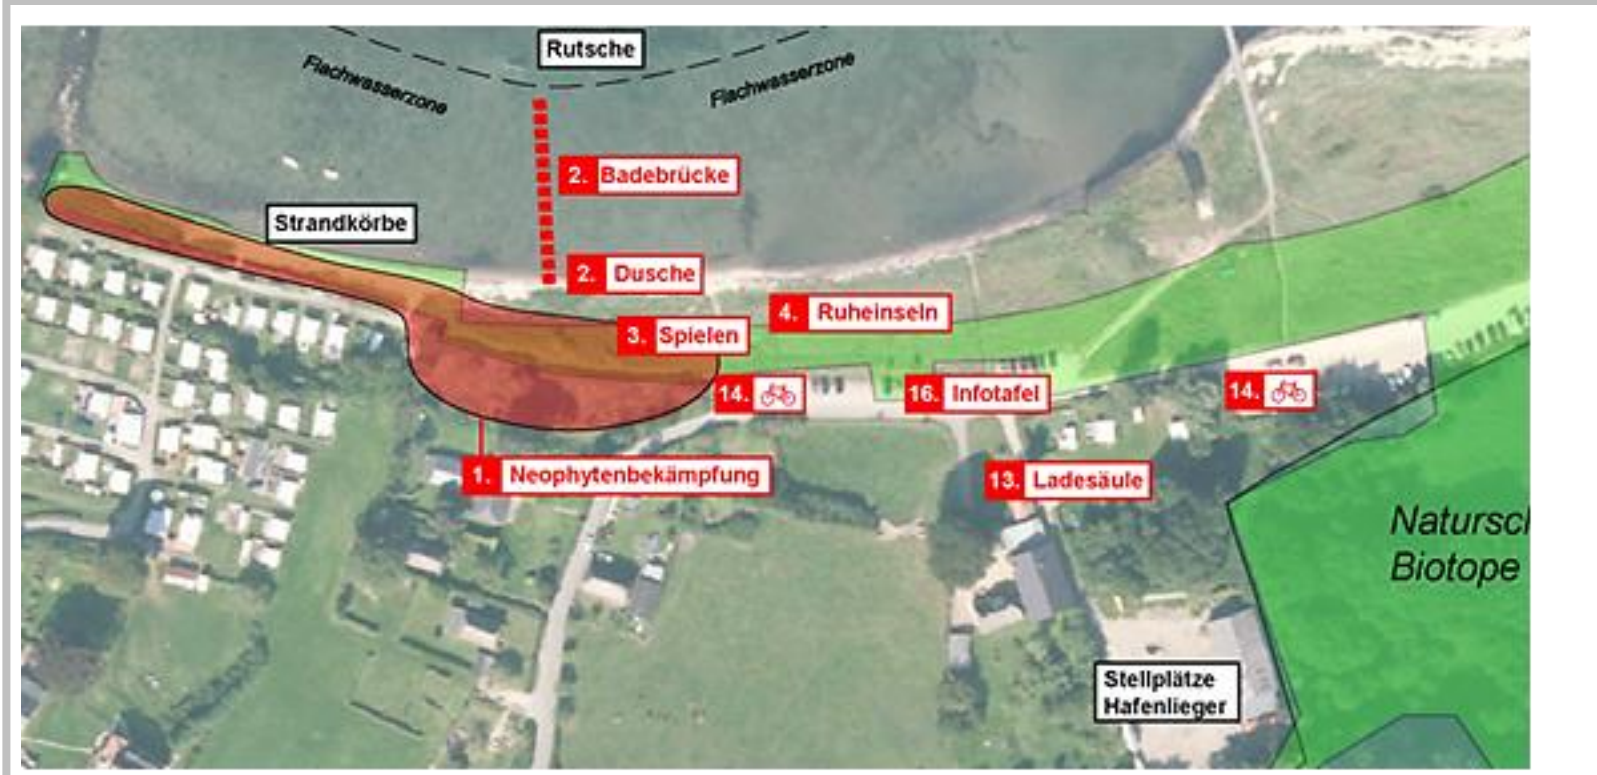 Rutsche
Flachwasserzone
Flachwasserzone
2. Badebrücke
Strandkörbe
2. Dusche
4. Ruheinseln
3. Spielen
14.
16. Infotafel
14.
1. Neophytenbekämpfung
13. Ladesäule
Natursch
Biotope
Stellplätze
Hafenlieger